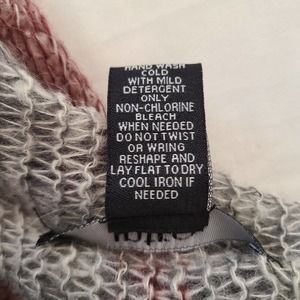 HAND WASH
COLD
WITH MILD
DETERGENT
ONLY
NON-CHLORINE
BLEACH
WHEN NEEDED
DO NOT TWIST
OR WRING
RESHAPE AND
LAY FLAT TO DRY
COOL IRON IF
NEEDED